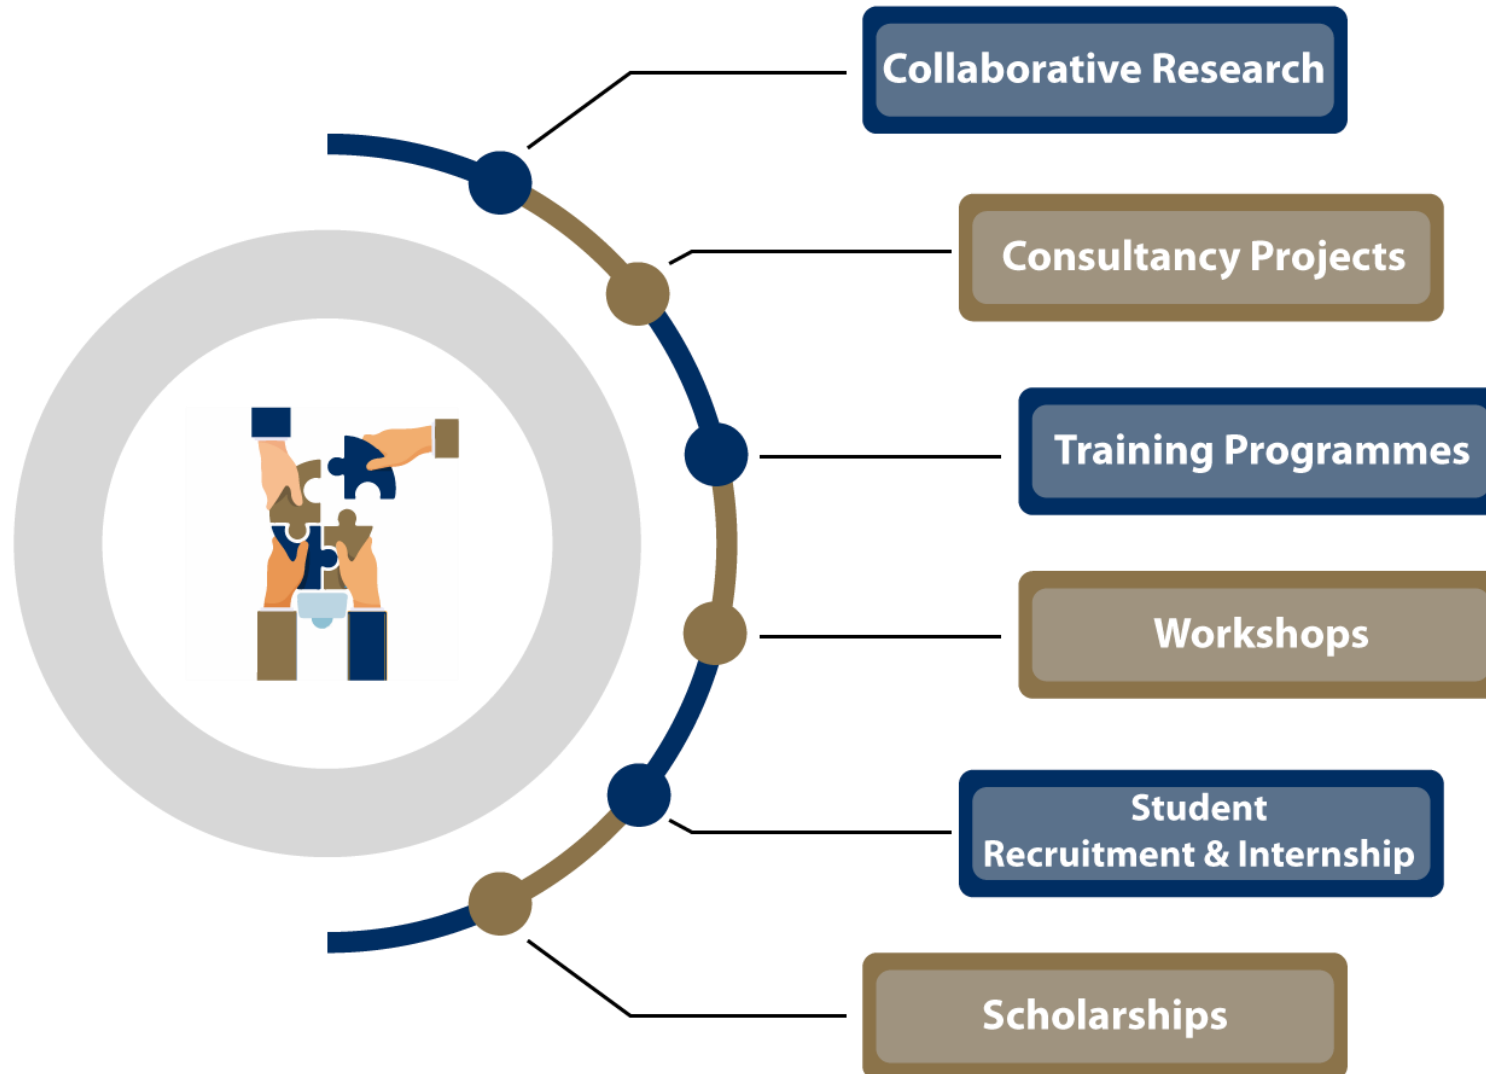 Collaborative Research
Consultancy Projects
Training Programmes
Workshops
Student
Recruitment & Internship
Scholarships